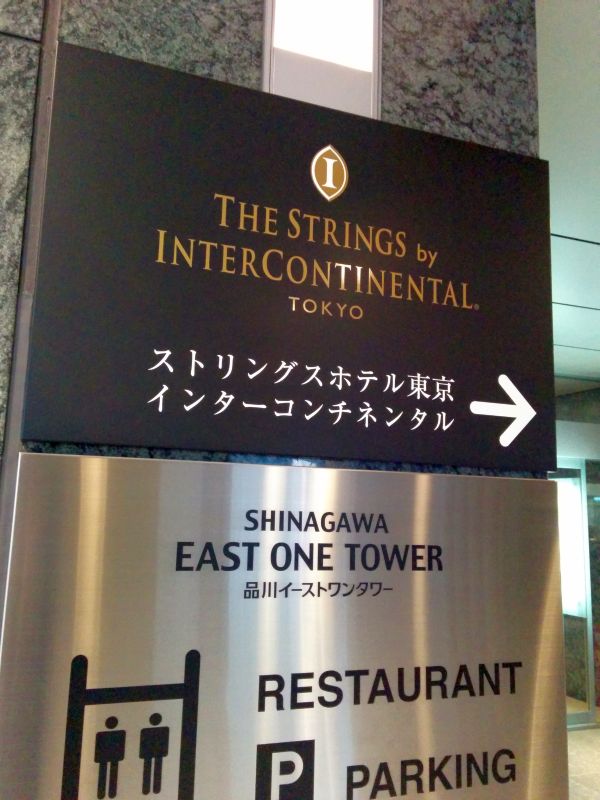 I
THE STRINGS by
INTERCONTINENTAL®
TOKYO
ストリングスホテル東京
インターコンチネンタル
SHINAGAWA
EAST ONE TOWER
品川イーストワンタワー
RESTAURANT
P PARKING